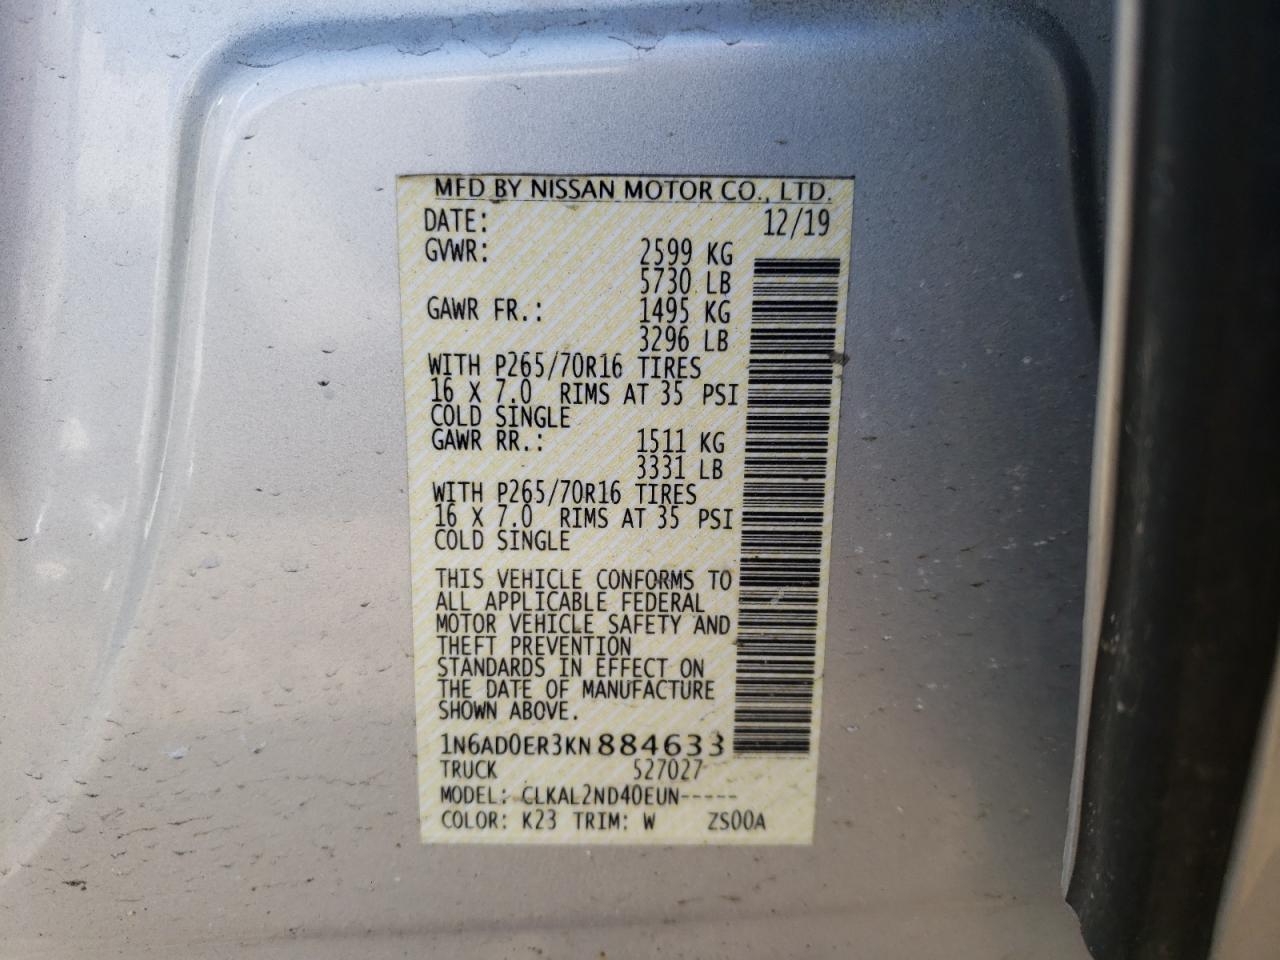 MFD BY NISSAN MOTOR CO., LTD.
DATE: 12/19
GVWR: 2599 KG
5730 LB
GAWR FR.: 1495 KG
3296 LB
WITH P265/70R16 TIRES
16 X 7.0 RIMS AT 35 PSI
COLD SINGLE
GAWR RR.: 1511 KG
3331 LB
WITH P265/70R16 TIRES
16 X 7.0 RIMS AT 35 PSI
COLD SINGLE
THIS VEHICLE CONFORMS TO
ALL APPLICABLE FEDERAL
MOTOR VEHICLE SAFETY AND
THEFT PREVENTION
STANDARDS IN EFFECT ON
THE DATE OF MANUFACTURE
SHOWN ABOVE.
1N6AD0ER3KN884633
TRUCK 527027
MODEL: CLKAL2ND40EUN-----
COLOR: K23 TRIM: W ZS00A